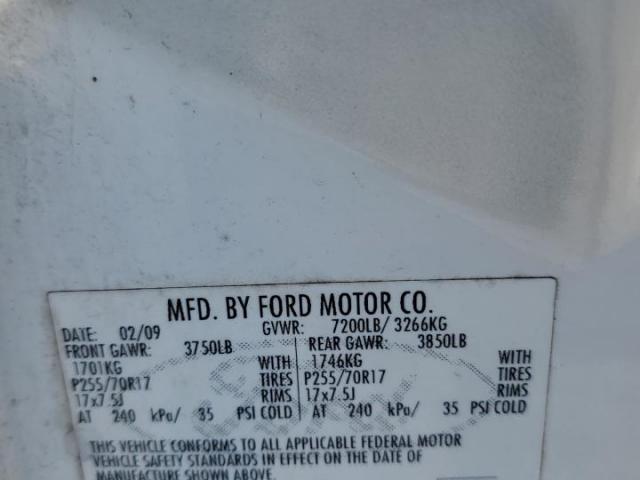 MFD. BY FORD MOTOR CO.
DATE: 02/09 GVWR: 7200LB/ 3266KG
FRONT GAWR: 3750LB REAR GAWR: 3850LB
1701KG WITH 1746KG WITH
P255/70R17 TIRES P255/70R17 TIRES
17x7.5J RIMS 17x7.5J RIMS
AT 240 kPa/ 35 PSI COLD AT 240 kPa/ 35 PSI COLD
THIS VEHICLE CONFORMS TO ALL APPLICABLE FEDERAL MOTOR
VEHICLE SAFETY STANDARDS IN EFFECT ON THE DATE OF
MANUFACTURE SHOWN ABOVE.